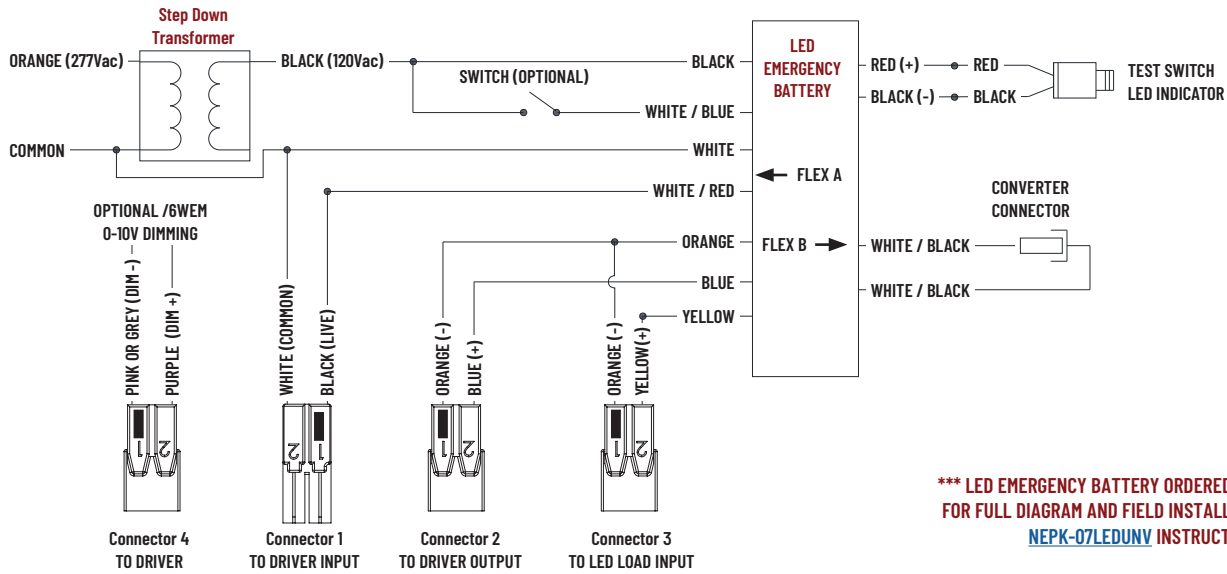 Step Down
Transformer
ORANGE (277Vac)
BLACK (120Vac)
SWITCH (OPTIONAL)
BLACK
WHITE / BLUE
COMMON
WHITE
WHITE / RED
LED
EMERGENCY
BATTERY
RED (+)
RED
BLACK (-)
BLACK
TEST SWITCH
LED INDICATOR
FLEX A
FLEX B
CONVERTER
CONNECTOR
WHITE / BLACK
WHITE / BLACK
OPTIONAL /6WEM
0-10V DIMMING
ORANGE
BLUE
YELLOW
PINK OR GREY (DIM -)
PURPLE (DIM +)
WHITE (COMMON)
BLACK (LIVE)
ORANGE (-)
BLUE (+)
ORANGE (-)
YELLOW(+)
1
2
2
1
1
2
1
2
Connector 4
TO DRIVER
Connector 1
TO DRIVER INPUT
Connector 2
TO DRIVER OUTPUT
Connector 3
TO LED LOAD INPUT
*** LED EMERGENCY BATTERY ORDERED
FOR FULL DIAGRAM AND FIELD INSTALL
NEPK-07LEDUNV INSTRUCT